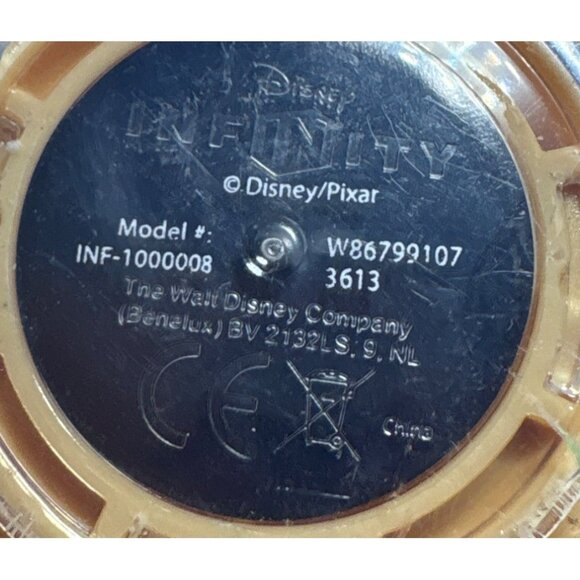 Disney
INFINITY
© Disney/Pixar
Model #:
INF-1000008
W86799107
3613
The Walt Disney Company
(Benelux) BV 2132LS, 9, NL
CE
China